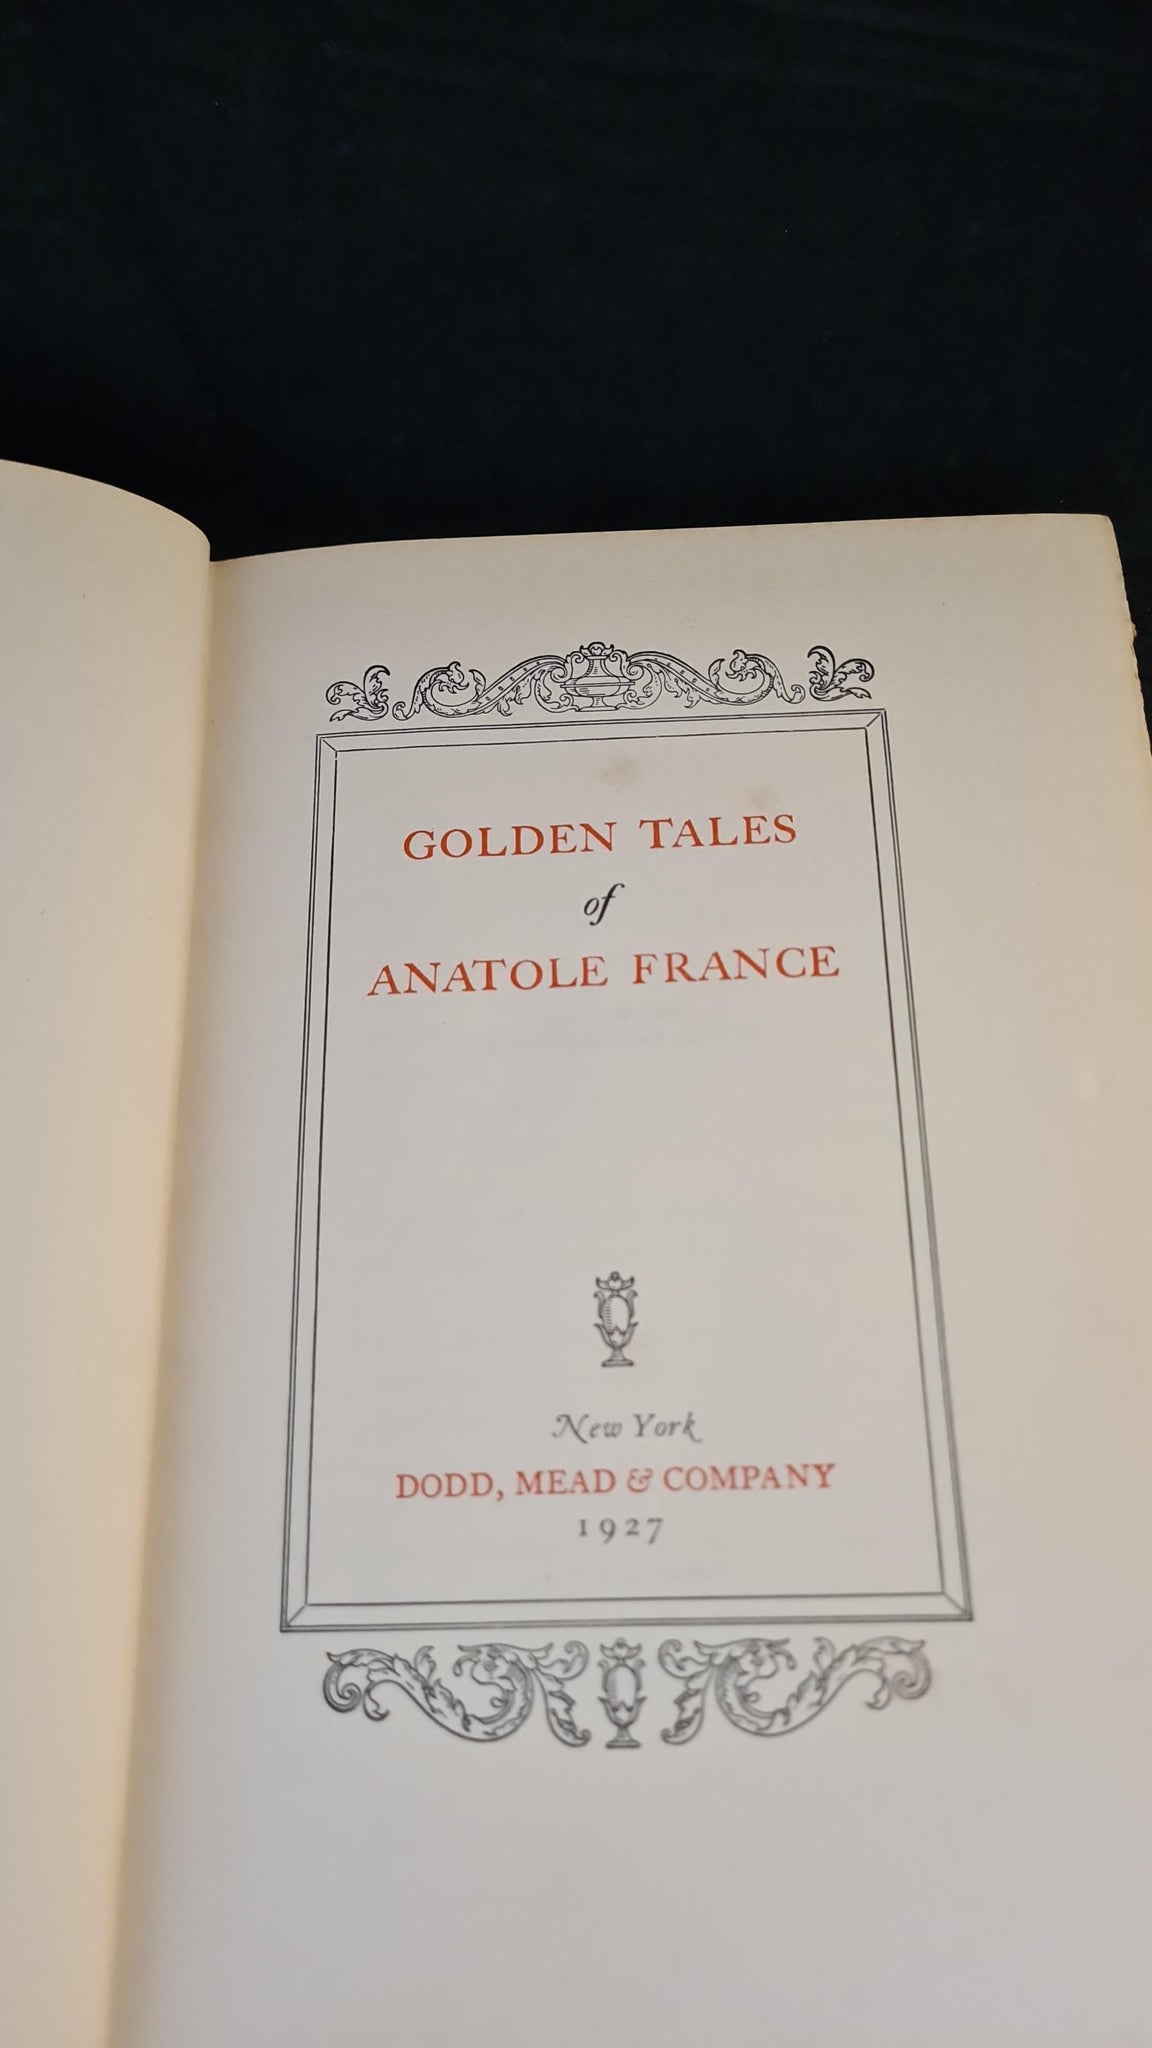 GOLDEN TALES
of
ANATOLE FRANCE
New York
DODD, MEAD & COMPANY
1927